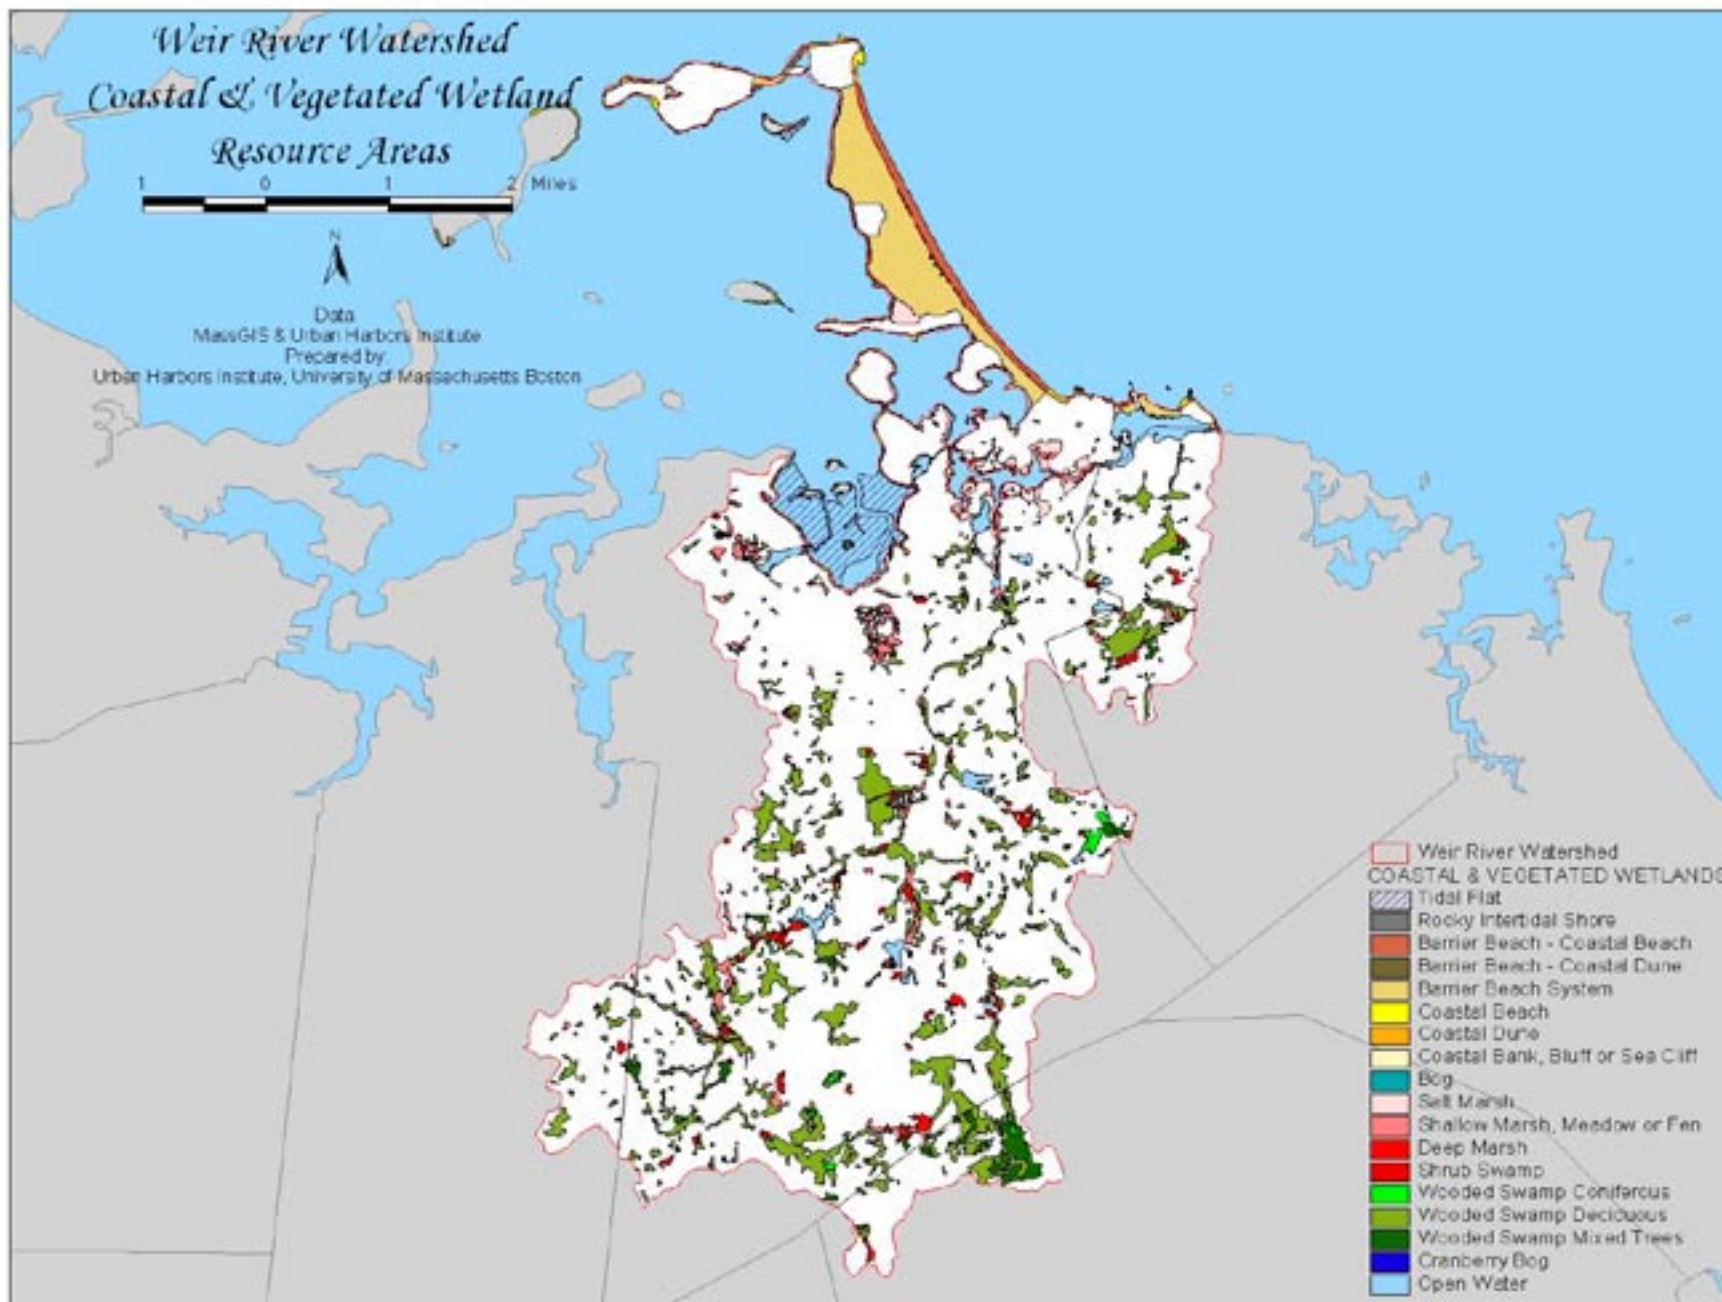 Weir River Watershed
Coastal & Vegetated Wetland
Resource Areas
1 0 1 2 Miles
N
Data
MassGIS & Urban Harbors Institute
Prepared by
Urban Harbors Institute, University of Massachusetts Boston
Weir River Watershed
COASTAL & VEGETATED WETLANDS
Tidal Flat
Rocky Intertidal Shore
Barrier Beach - Coastal Beach
Barrier Beach - Coastal Dune
Barrier Beach System
Coastal Beach
Coastal Dune
Coastal Bank, Bluff or Sea Cliff
Bog
Salt Marsh
Shallow Marsh, Meadow or Fen
Deep Marsh
Shrub Swamp
Wooded Swamp Coniferous
Wooded Swamp Deciduous
Wooded Swamp Mixed Trees
Cranberry Bog
Open Water